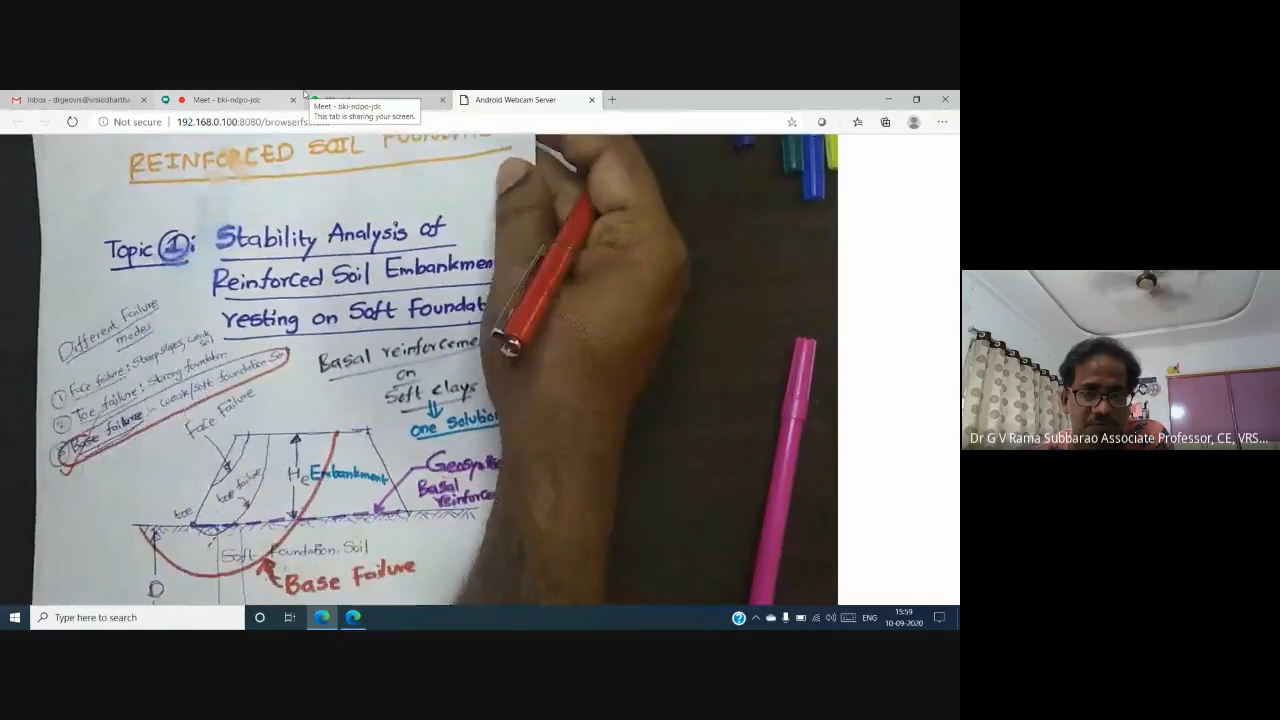 Inbox - drgeovrs@vrsiddhartha
Meet - bki-ndpo-jdc
Android Webcam Server
Meet - bki-ndpo-jdc
This tab is sharing your screen.
Not secure
192.168.0.100:8080/browserfs.html
REINFORCED SOIL
Topic 1: Stability Analysis of
Reinforced Soil Embankmen
resting on Soft Foundat
Different Failure
modes
1 Face failure: Steep slopes, weak
soil
2 Toe failure: Strong foundation
3 Base failure:- weak/soft foundation Soil
Basal reinforceme
on
Soft clays
one Solution
Face Failure
toe failure
toe
He Embankment
Geosynthe
Basal
reinforce
Soft Foundation Soil
Base Failure
D
Dr G V Rama Subbarao Associate Professor, CE, VRS...
Type here to search
ENG
15:59
10-09-2020